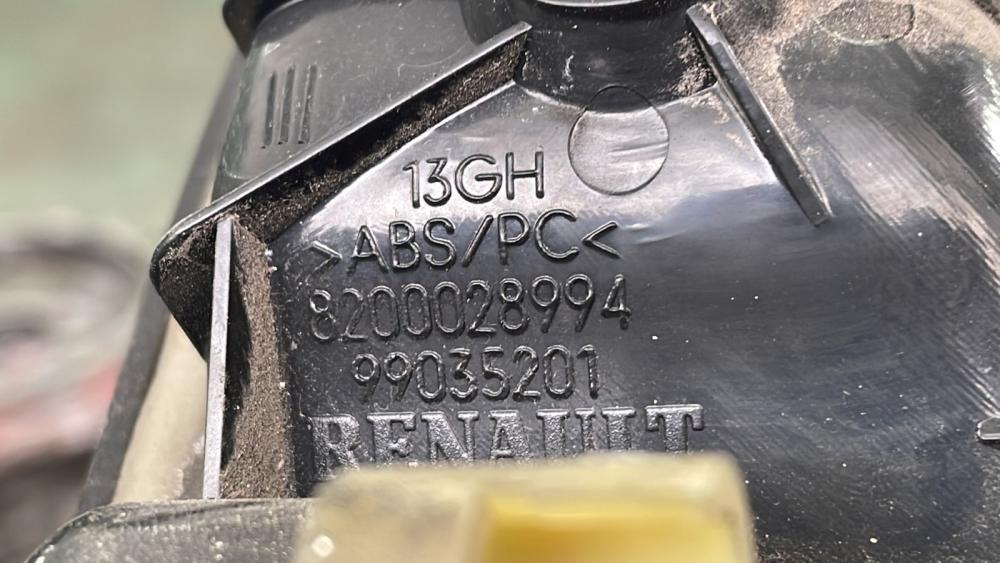 13GH
>ABS/PC<
8200028994
99035201
RENAULT